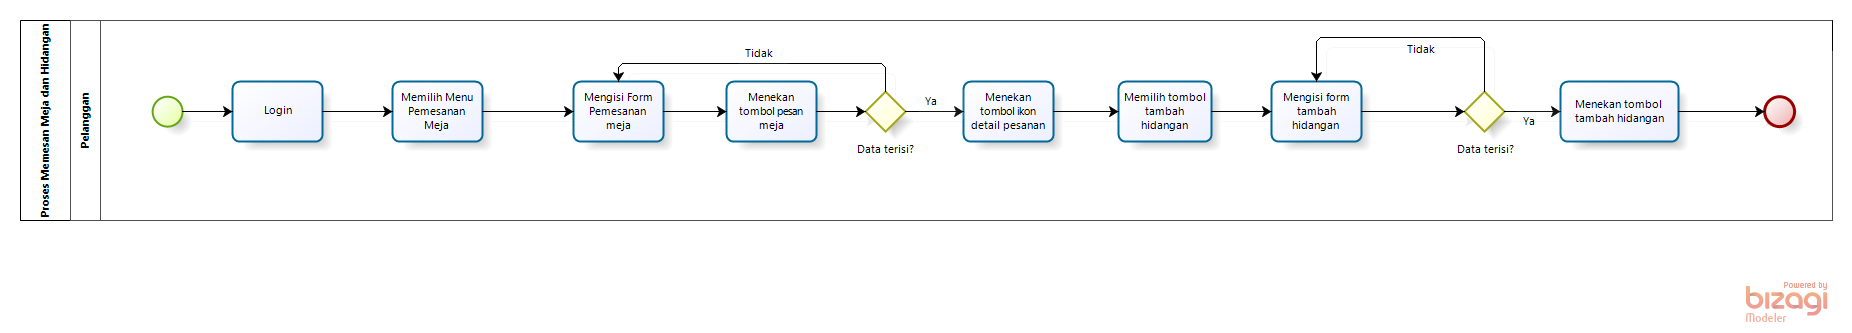 Proses Memesan Meja dan Hidangan
Pelanggan
Login
Memilih Menu
Pemesanan
Meja
Mengisi Form
Pemesanan
meja
Menekan
tombol pesan
meja
Tidak
Data terisi?
Ya
Menekan
tombol ikon
detail pesanan
Memilih tombol
tambah
hidangan
Mengisi form
tambah
hidangan
Tidak
Data terisi?
Ya
Menekan tombol
tambah hidangan
Powered by
bizagi
Modeler